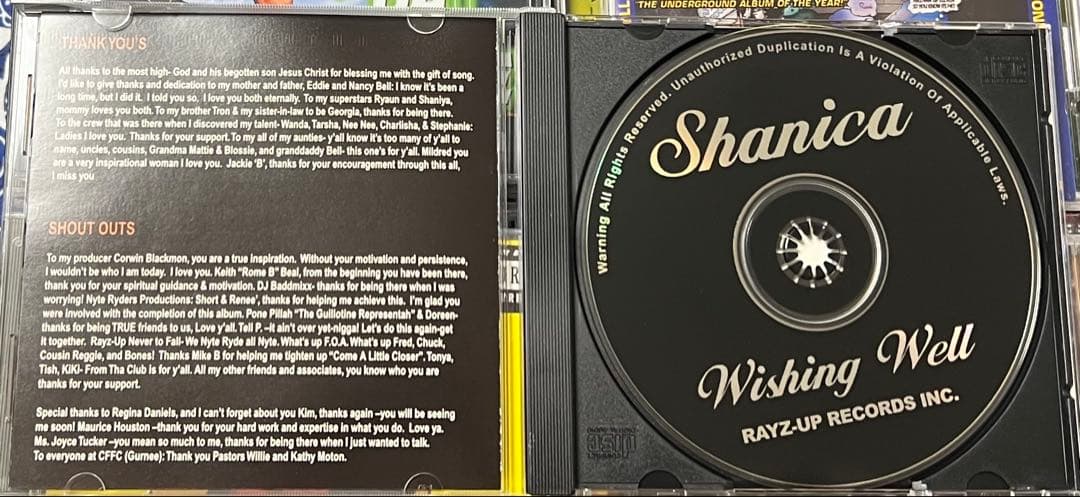 THANK YOU'S
All thanks to the most high- God and his begotten son Jesus Christ for blessing me with the gift of song.
I'd like to give thanks and dedication to my mother and father, Eddie and Nancy Bell: I know it's been a
long time, but I did it. I told you so, I love you both eternally. To my superstars Ryaun and Shaniya,
mommy loves you both. To my brother Tron & my sister-in-law to be Georgia, thanks for being there.
To the crew that was there when I discovered my talent- Wanda, Tarsha, Nee Nee, Charlisha, & Stephanie:
Ladies I love you. Thanks for your support. To my all of my aunties- y'all know it's too many of y'all to
name, uncles, cousins, Grandma Mattie & Blossie, and granddaddy Bell- this one's for y'all. Mildred you
are a very inspirational woman I love you. Jackie 'B', thanks for your encouragement through this all,
I miss you
SHOUT OUTS
To my producer Corwin Blackmon, you are a true inspiration. Without your motivation and persistence,
I wouldn't be who I am today. I love you. Keith "Rome B" Beal, from the beginning you have been there,
thank you for your spiritual guidance & motivation. DJ Baddmixx- thanks for being there when I was
worrying! Nyte Ryders Productions: Short & Renee', thanks for helping me achieve this. I'm glad you
were involved with the completion of this album. Pone Pillah "The Guillotine Representah" & Doreen-
thanks for being TRUE friends to us, Love y'all. Tell P. –it ain't over yet-nigga! Let's do this again-get
it together. Rayz-Up Never to Fall- We Nyte Ryde all Nyte. What's up F.O.A. What's up Fred, Chuck,
Cousin Reggie, and Bones! Thanks Mike B for helping me tighten up "Come A Little Closer". Tonya,
Tish, KiKi- From Tha Club is for y'all. All my other friends and associates, you know who you are
thanks for your support.
Special thanks to Regina Daniels, and I can't forget about you Kim, thanks again –you will be seeing
me soon! Maurice Houston –thank you for your hard work and expertise in what you do. Love ya.
Ms. Joyce Tucker –you mean so much to me, thanks for being there when I just wanted to talk.
To everyone at CFFC (Gurnee): Thank you Pastors Willie and Kathy Moton.
THE UNDERGROUND ALBUM OF THE YEAR!"
Warning All Rights Reserved. Unauthorized Duplication Is A Violation Of Applicable Laws.
Shanica
Wishing Well
RAYZ-UP RECORDS INC.